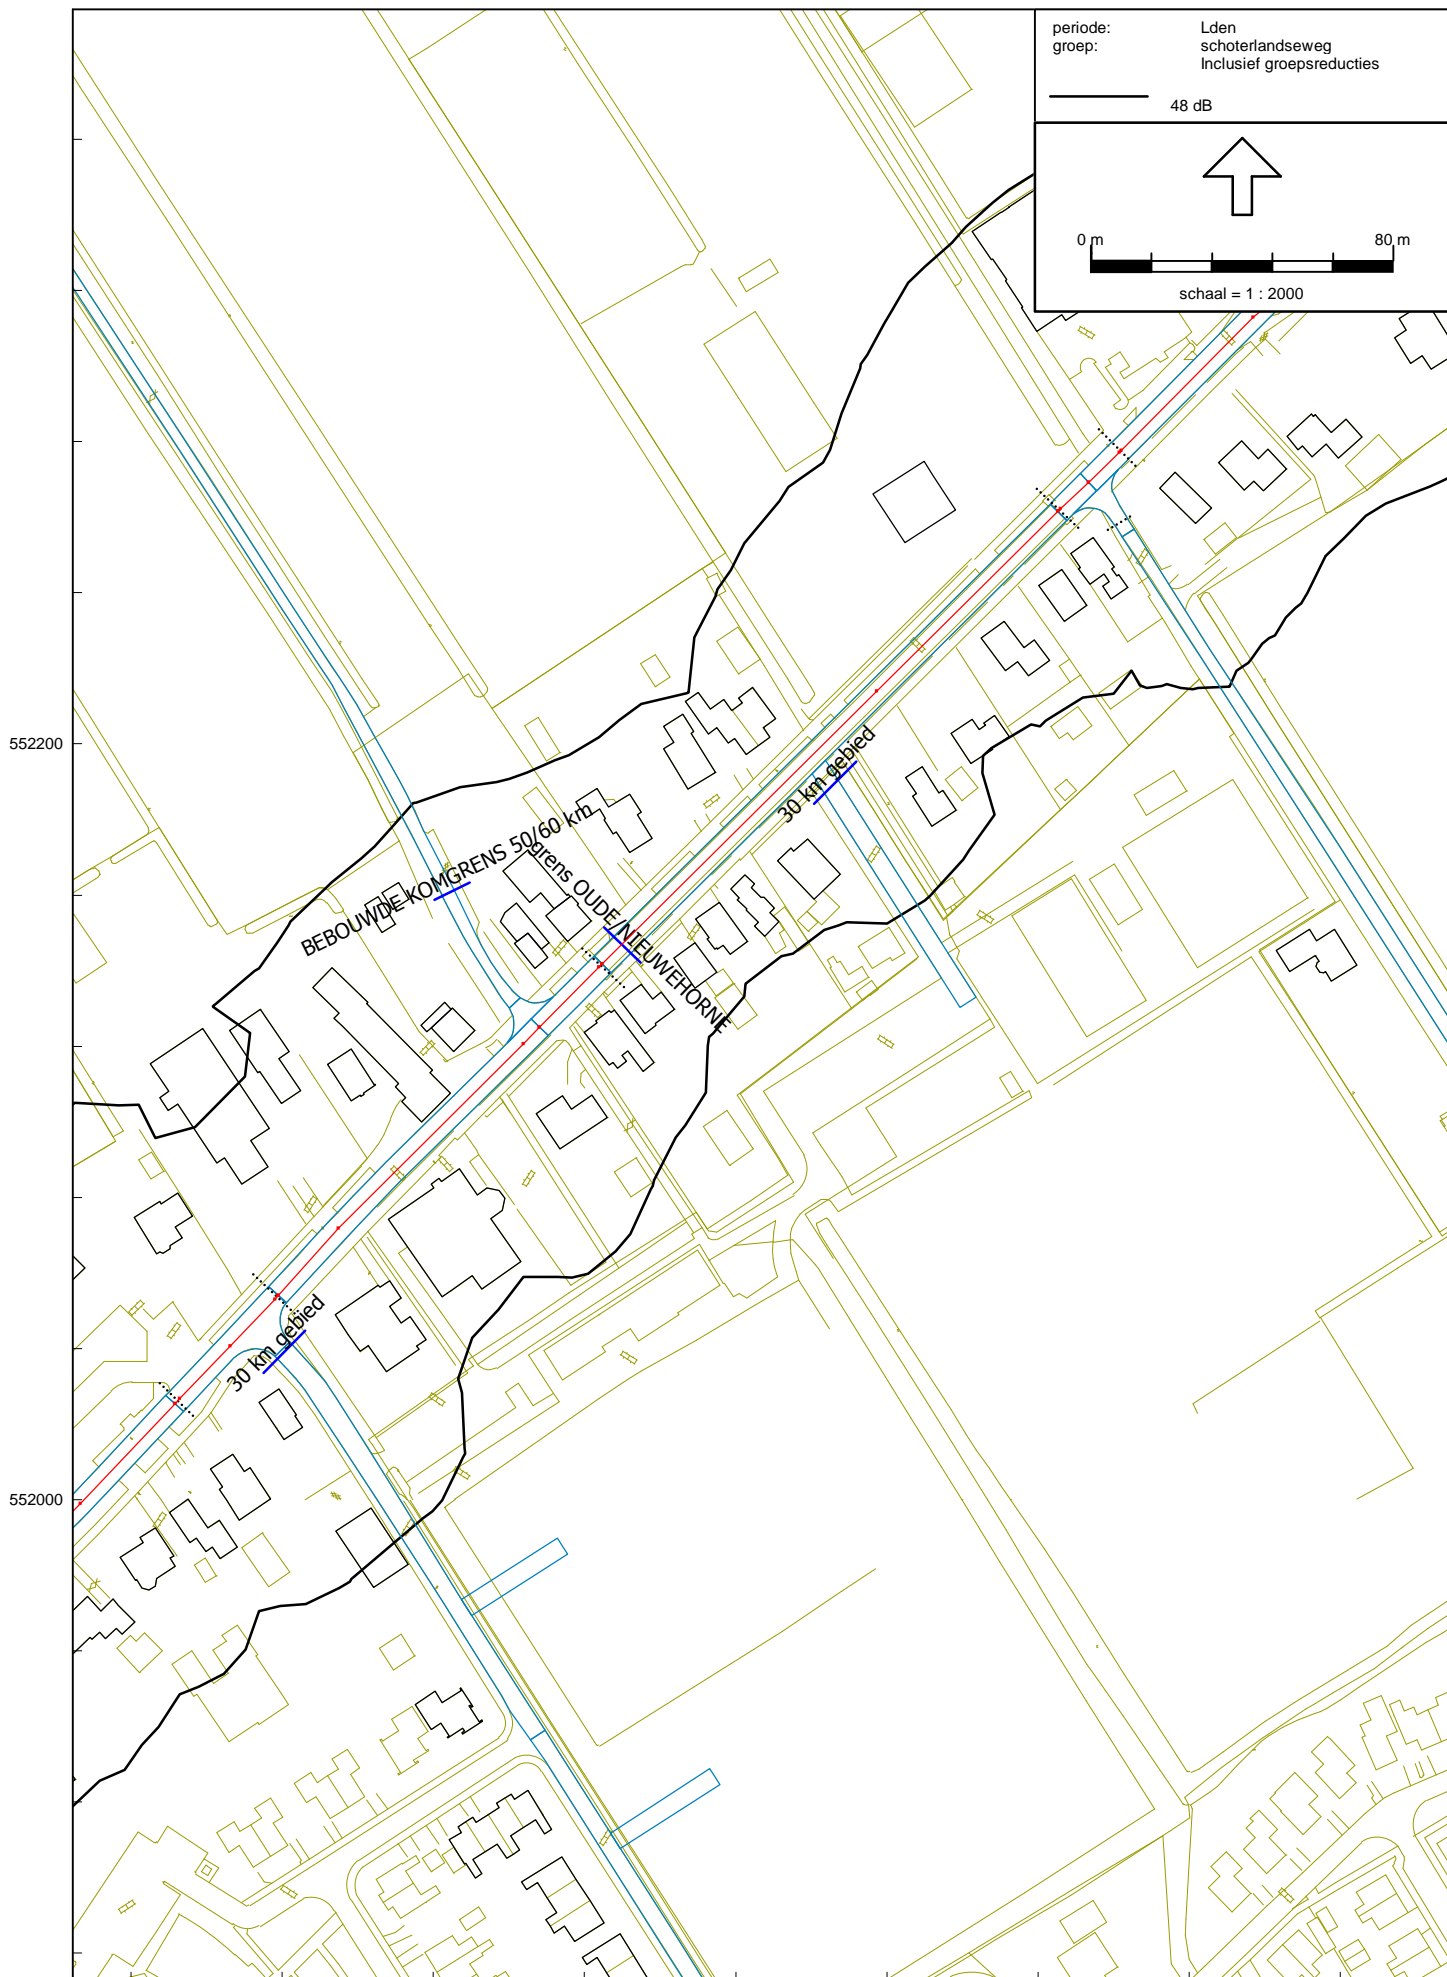 periode: Lden
groep: schoterlandseweg
Inclusief groepsreducties
48 dB
0 m 80 m
schaal = 1 : 2000
552200
30 km gebied
BEBOUWDE KOMGRENS 50/60 km
grens OUDE/NIEUWEHORNE
30 km gebied
552000